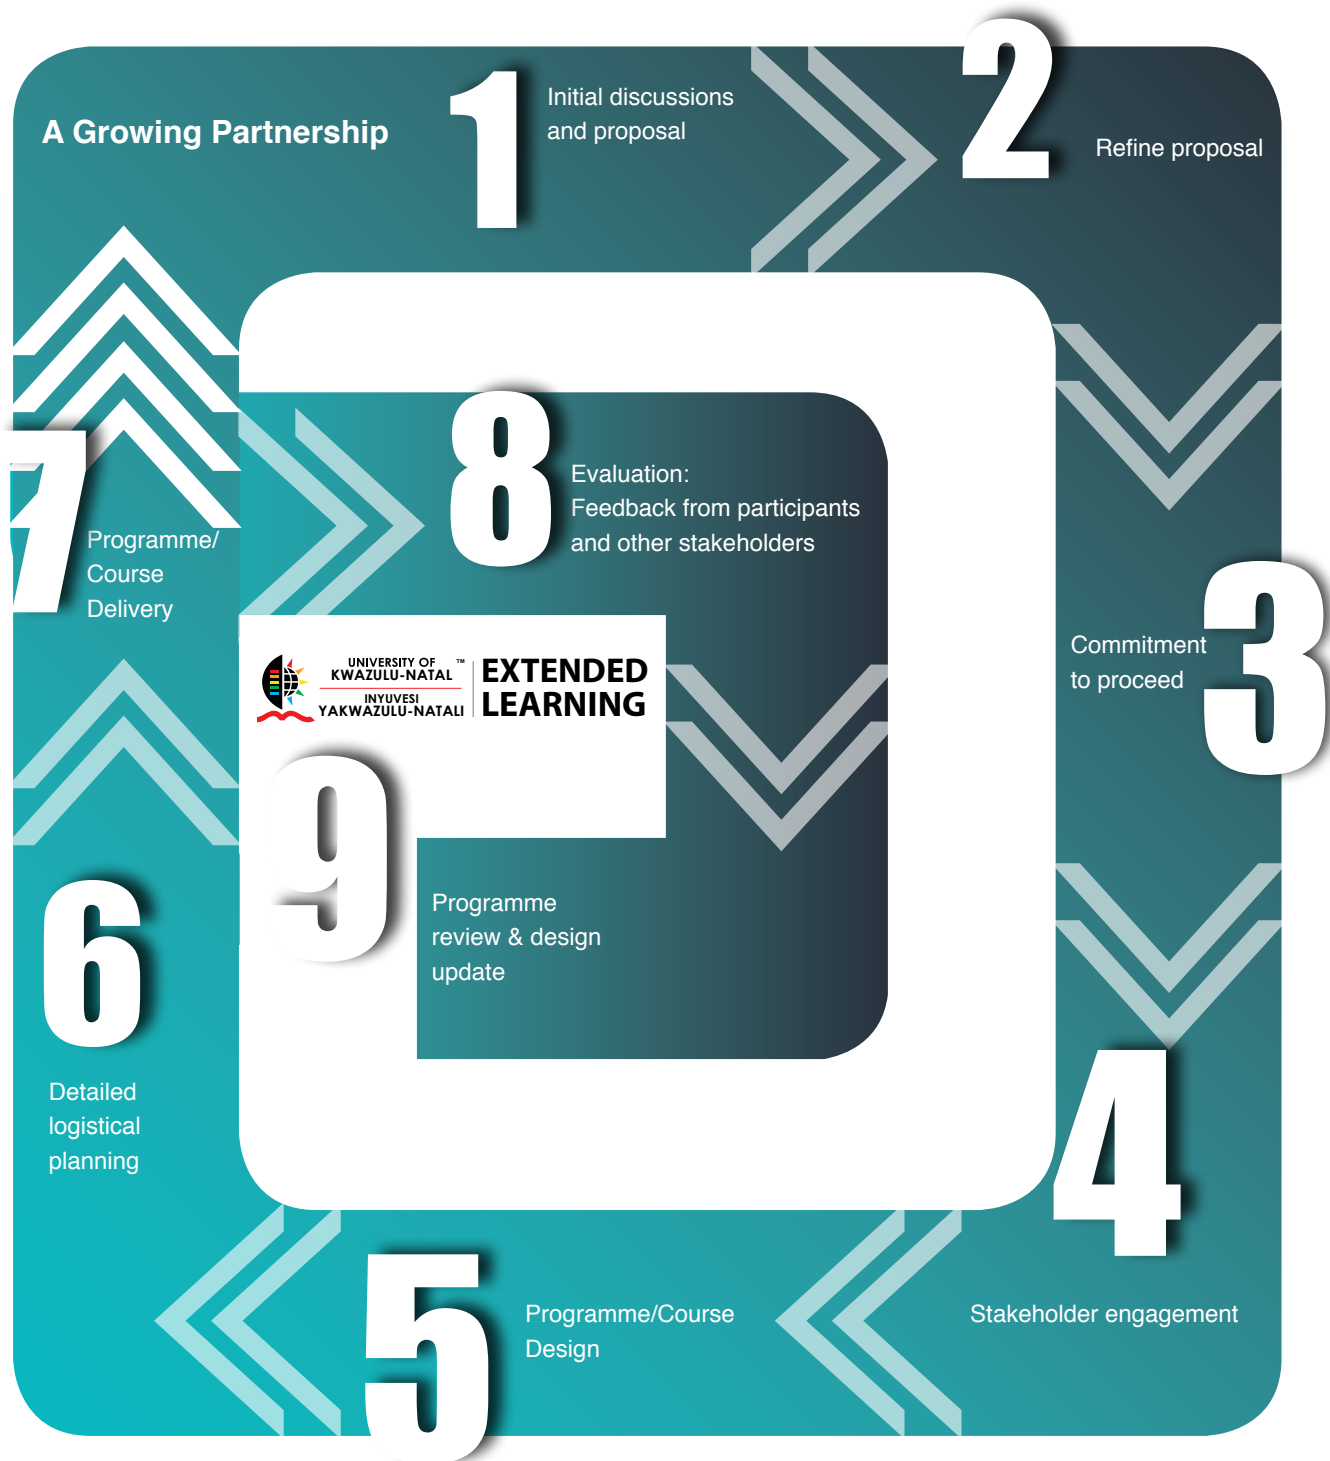 A Growing Partnership
1
Initial discussions
and proposal
2
Refine proposal
3
Commitment
to proceed
4
Stakeholder engagement
5
Programme/Course
Design
6
Detailed
logistical
planning
7
Programme/
Course
Delivery
8
Evaluation:
Feedback from participants
and other stakeholders
UNIVERSITY OF
KWAZULU-NATAL™
INYUVESI
YAKWAZULU-NATALI
EXTENDED
LEARNING
9
Programme
review & design
update